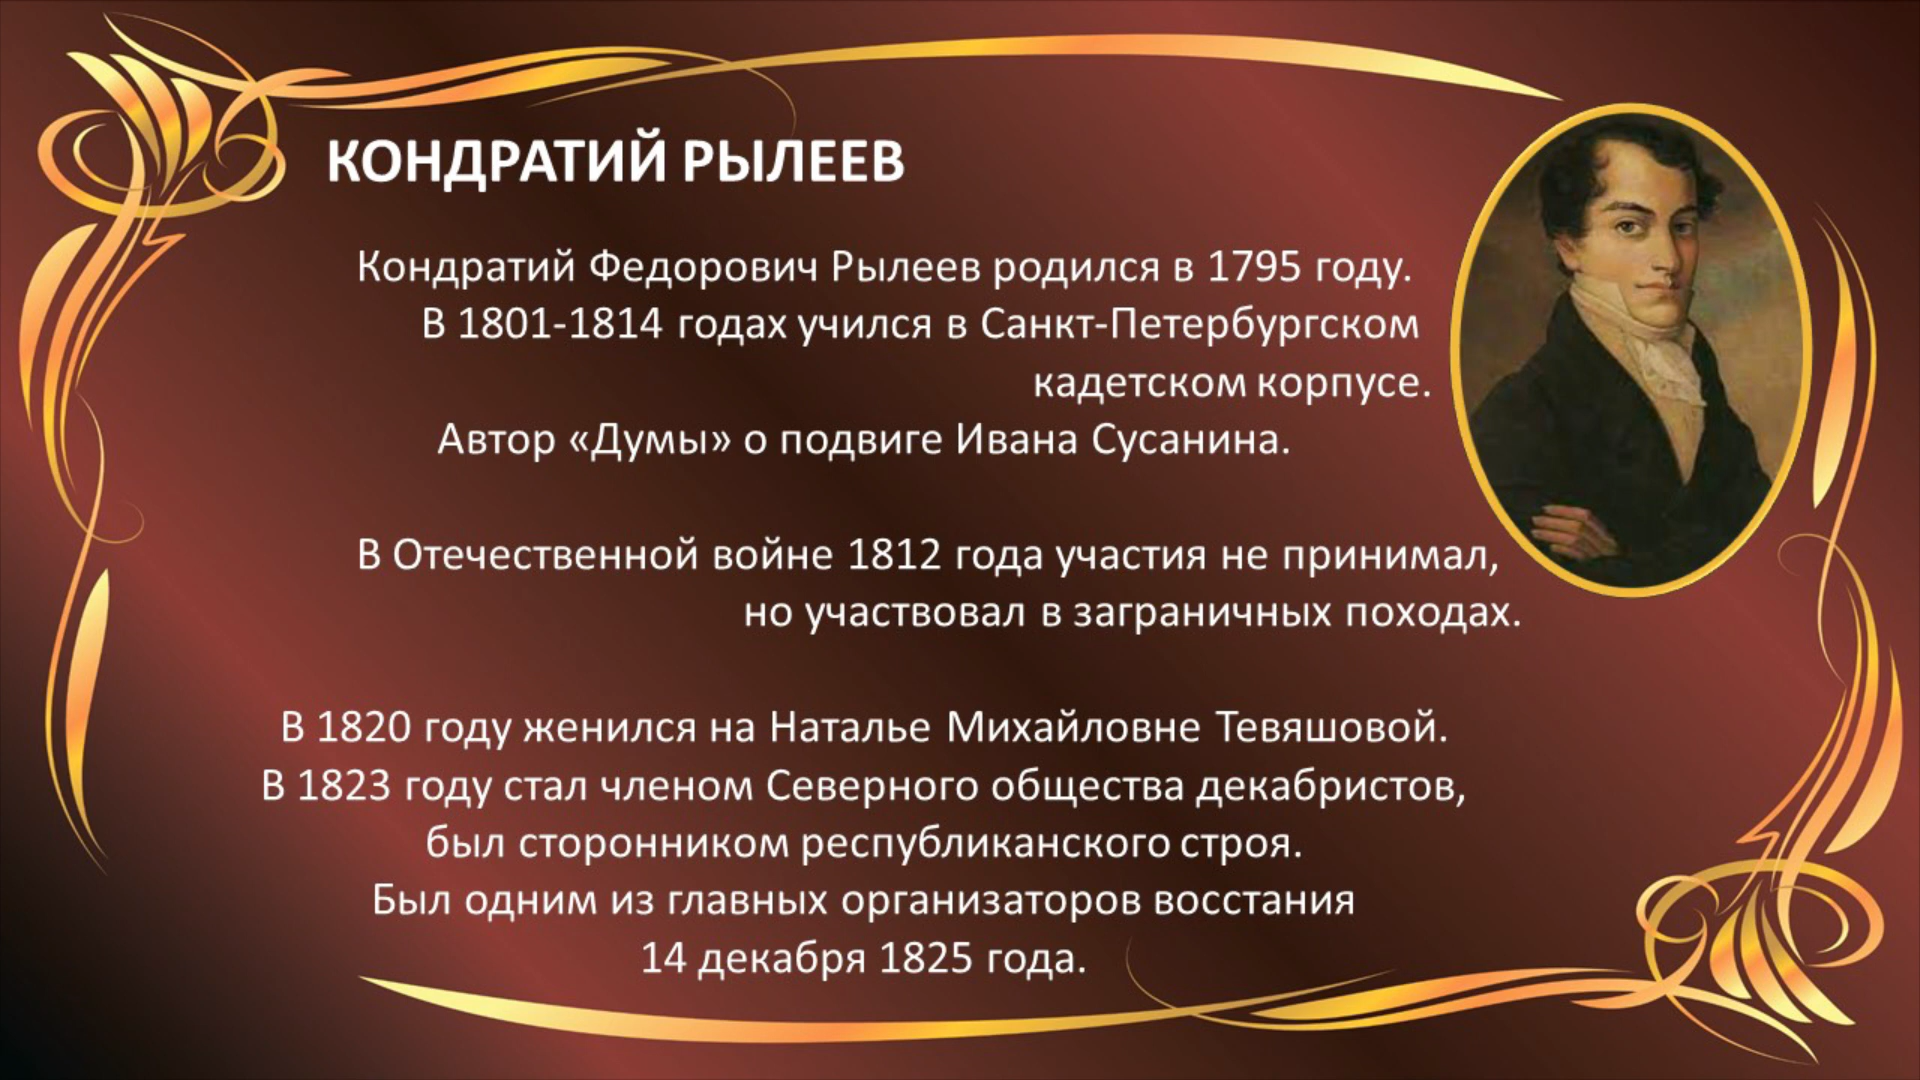 КОНДРАТИЙ РЫЛЕЕВ
Кондратий Федорович Рылеев родился в 1795 году.
В 1801-1814 годах учился в Санкт-Петербургском
кадетском корпусе.
Автор «Думы» о подвиге Ивана Сусанина.
В Отечественной войне 1812 года участия не принимал,
но участвовал в заграничных походах.
В 1820 году женился на Наталье Михайловне Тевяшовой.
В 1823 году стал членом Северного общества декабристов,
был сторонником республиканского строя.
Был одним из главных организаторов восстания
14 декабря 1825 года.